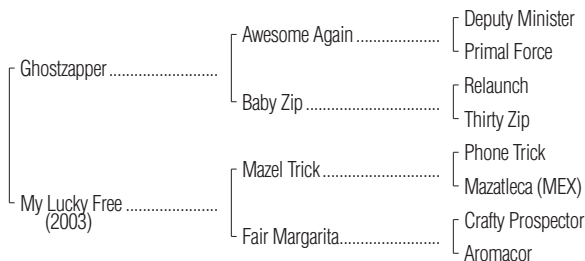 Deputy Minister
Awesome Again ....................
Primal Force
Ghostzapper ..........................
Relaunch
Baby Zip ............................
Thirty Zip
Phone Trick
Mazel Trick ........................
Mazatleca (MEX)
My Lucky Free ......................
(2003)
Crafty Prospector
Fair Margarita....................
Aromacor